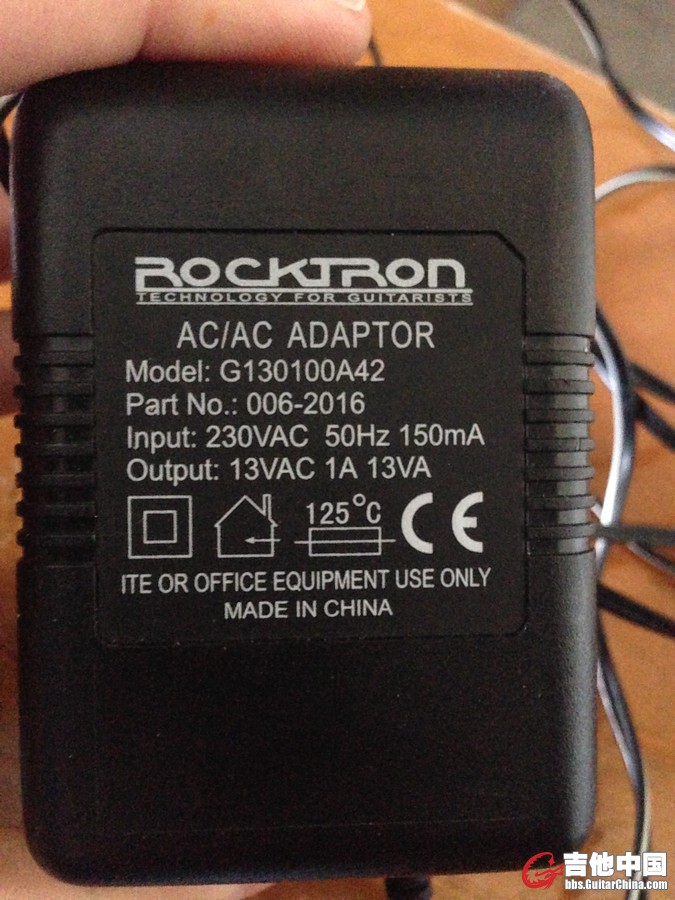 ROCKTRON
TECHNOLOGY FOR GUITARISTS
AC/AC ADAPTOR
Model: G130100A42
Part No.: 006-2016
Input: 230VAC 50Hz 150mA
Output: 13VAC 1A 13VA
125°C CE
ITE OR OFFICE EQUIPMENT USE ONLY
MADE IN CHINA
吉他中国
bbs.GuitarChina.com